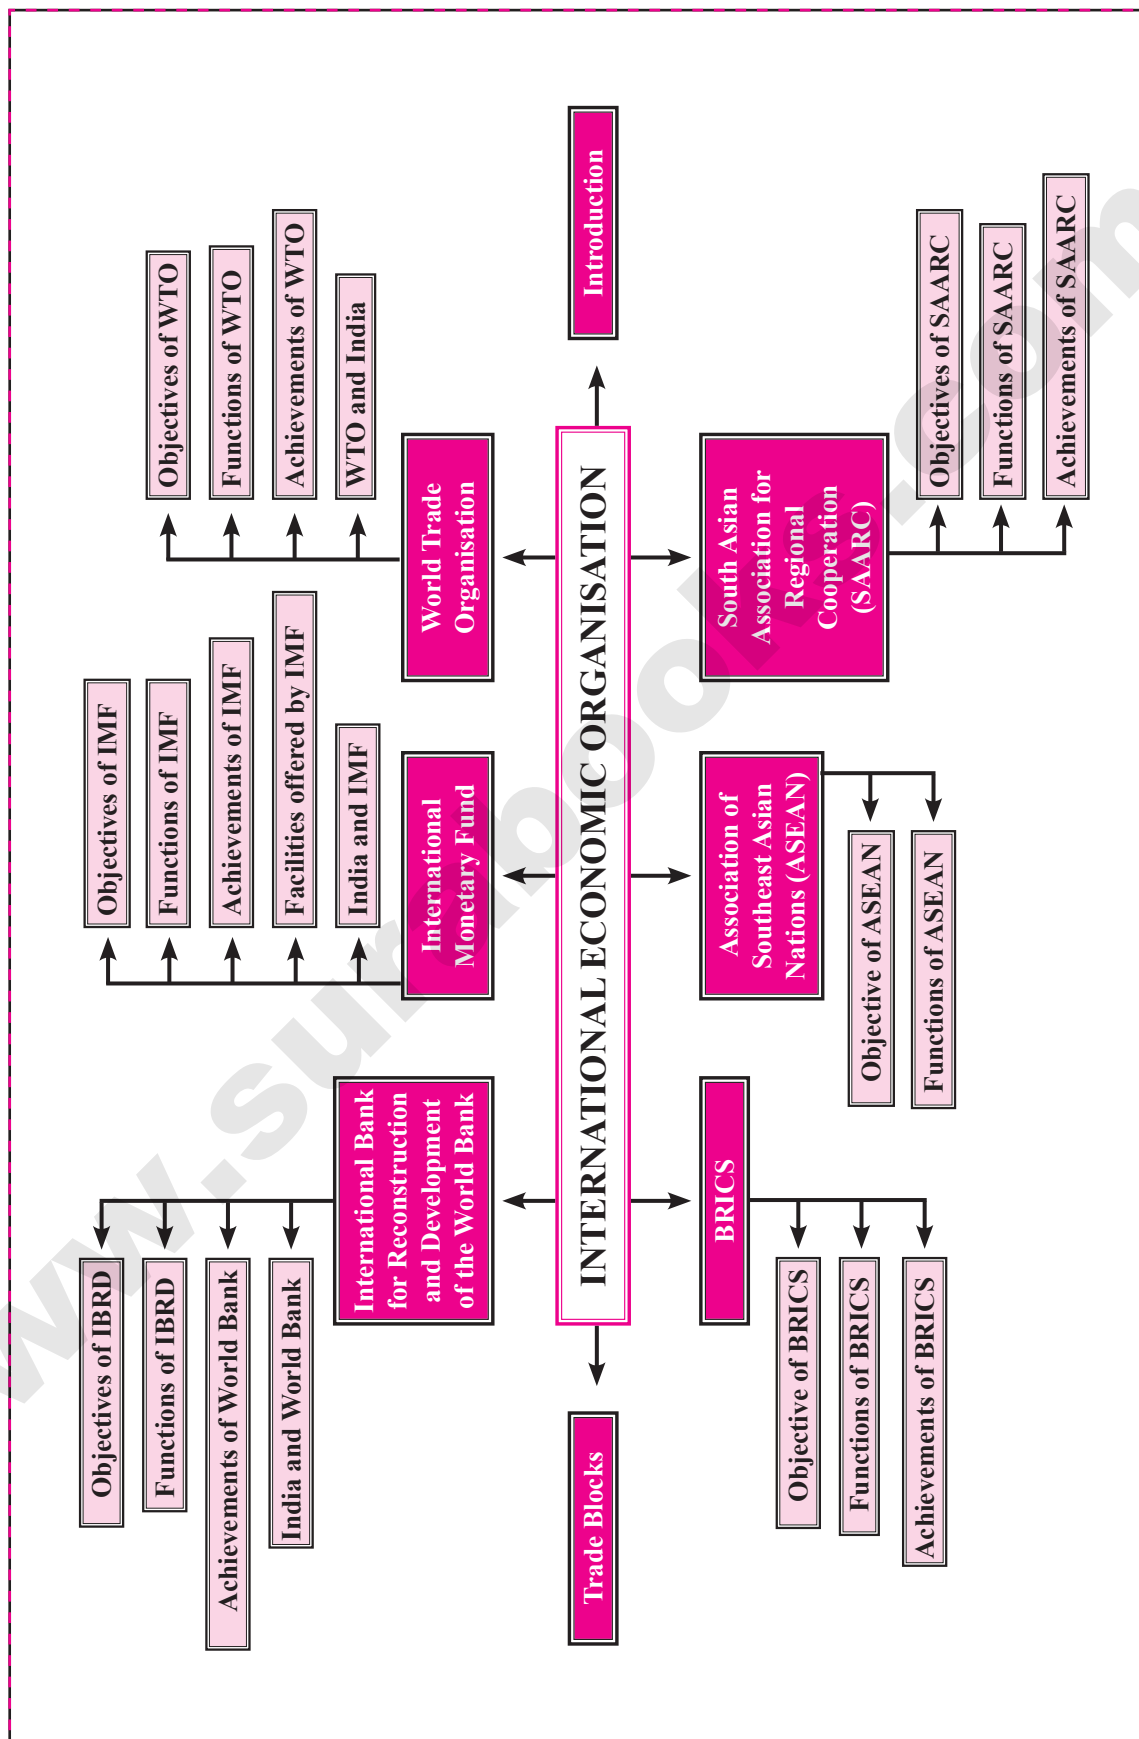 Objectives of IBRD
Functions of IBRD
Achievements of World Bank
India and World Bank
International Bank
for Reconstruction
and Development
of the World Bank
Objectives of IMF
Functions of IMF
Achievements of IMF
Facilities offered by IMF
India and IMF
International
Monetary Fund
Objectives of WTO
Functions of WTO
Achievements of WTO
WTO and India
World Trade
Organisation
Trade Blocks
INTERNATIONAL ECONOMIC ORGANISATION
Introduction
BRICS
Objective of BRICS
Functions of BRICS
Achievements of BRICS
Association of
Southeast Asian
Nations (ASEAN)
Objective of ASEAN
Functions of ASEAN
South Asian
Association for
Regional
Cooperation
(SAARC)
Objectives of SAARC
Functions of SAARC
Achievements of SAARC
www.surabooks.com